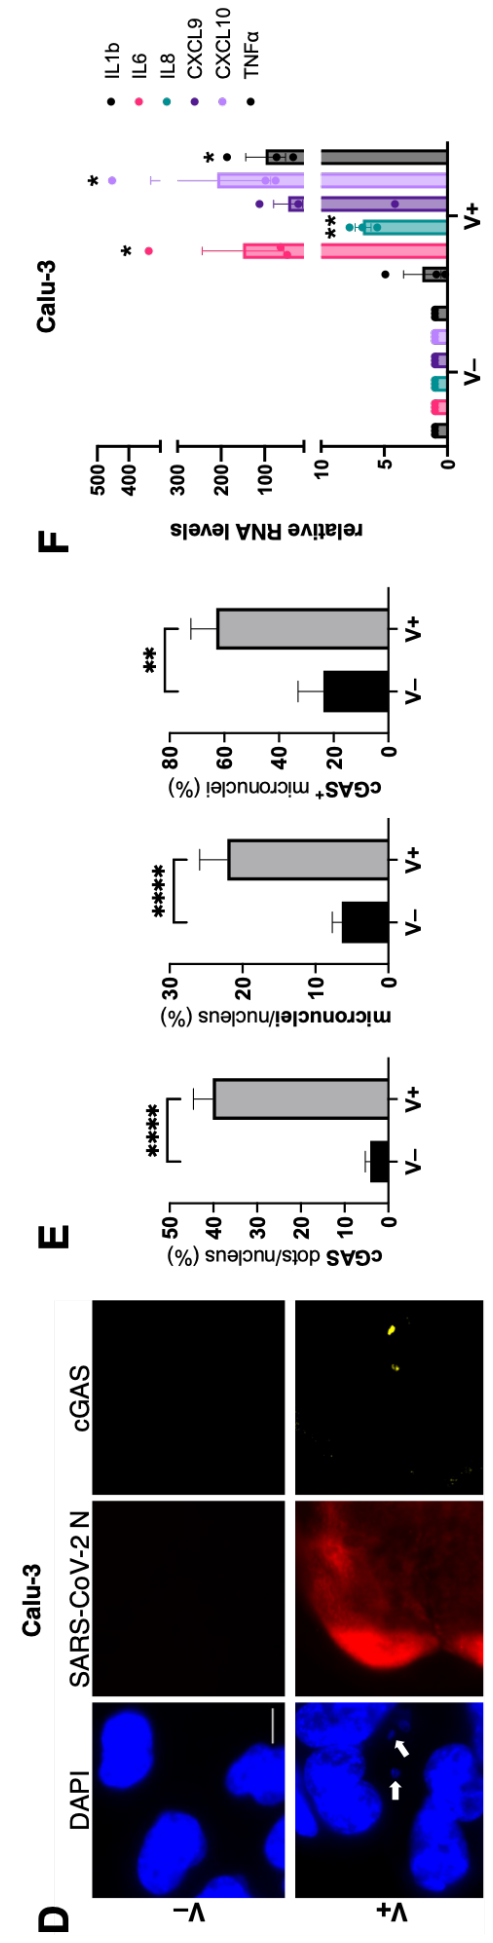 D
Calu-3
DAPI
SARS-CoV-2 N
cGAS
V−
V+
E
cGAS dots/nucleus (%)
50
40
30
20
10
0
****
V−
V+
micronuclei/nucleus (%)
30
20
10
0
****
V−
V+
cGAS⁺ micronuclei (%)
80
60
40
20
0
**
V−
V+
F
Calu-3
relative RNA levels
500
400
300
200
100
10
5
0
*
**
*
*
V−
V+
IL1b
IL6
IL8
CXCL9
CXCL10
TNFα